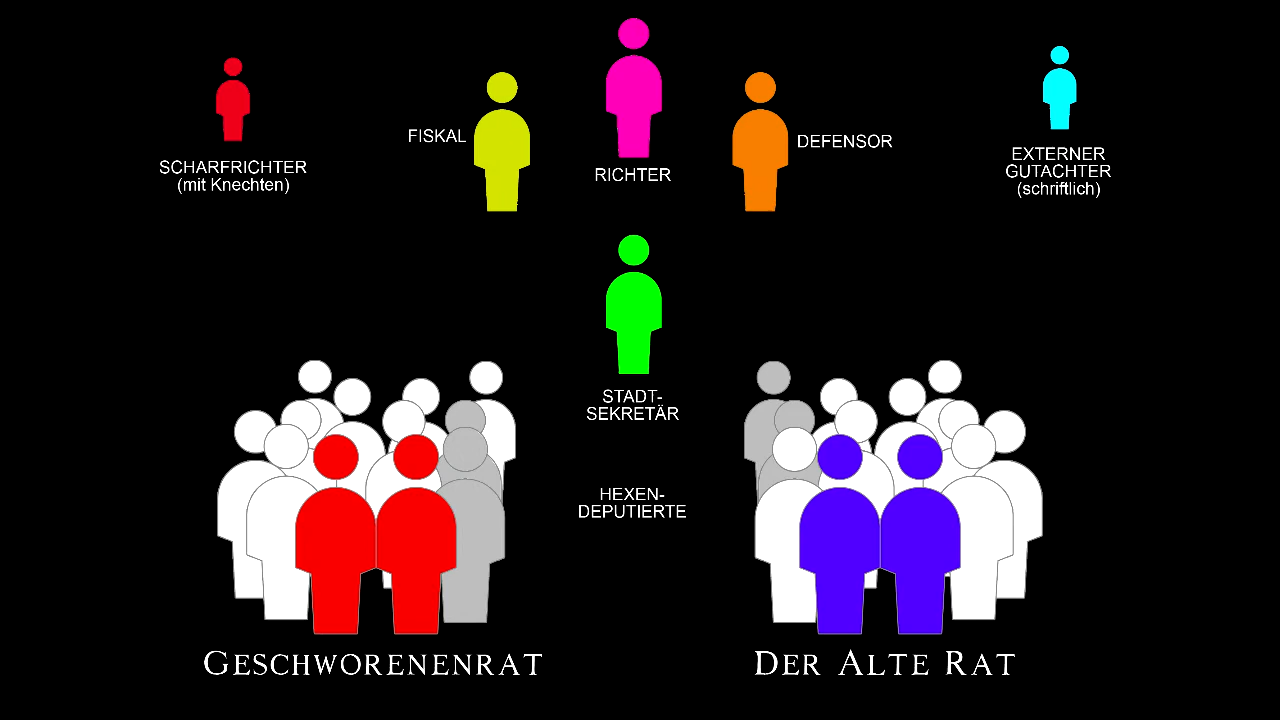 SCHARFRICHTER
(mit Knechten)
FISKAL
RICHTER
DEFENSOR
EXTERNER
GUTACHTER
(schriftlich)
STADT-
SEKRETÄR
HEXEN-
DEPUTIERTE
GESCHWORENENRAT
DER ALTE RAT